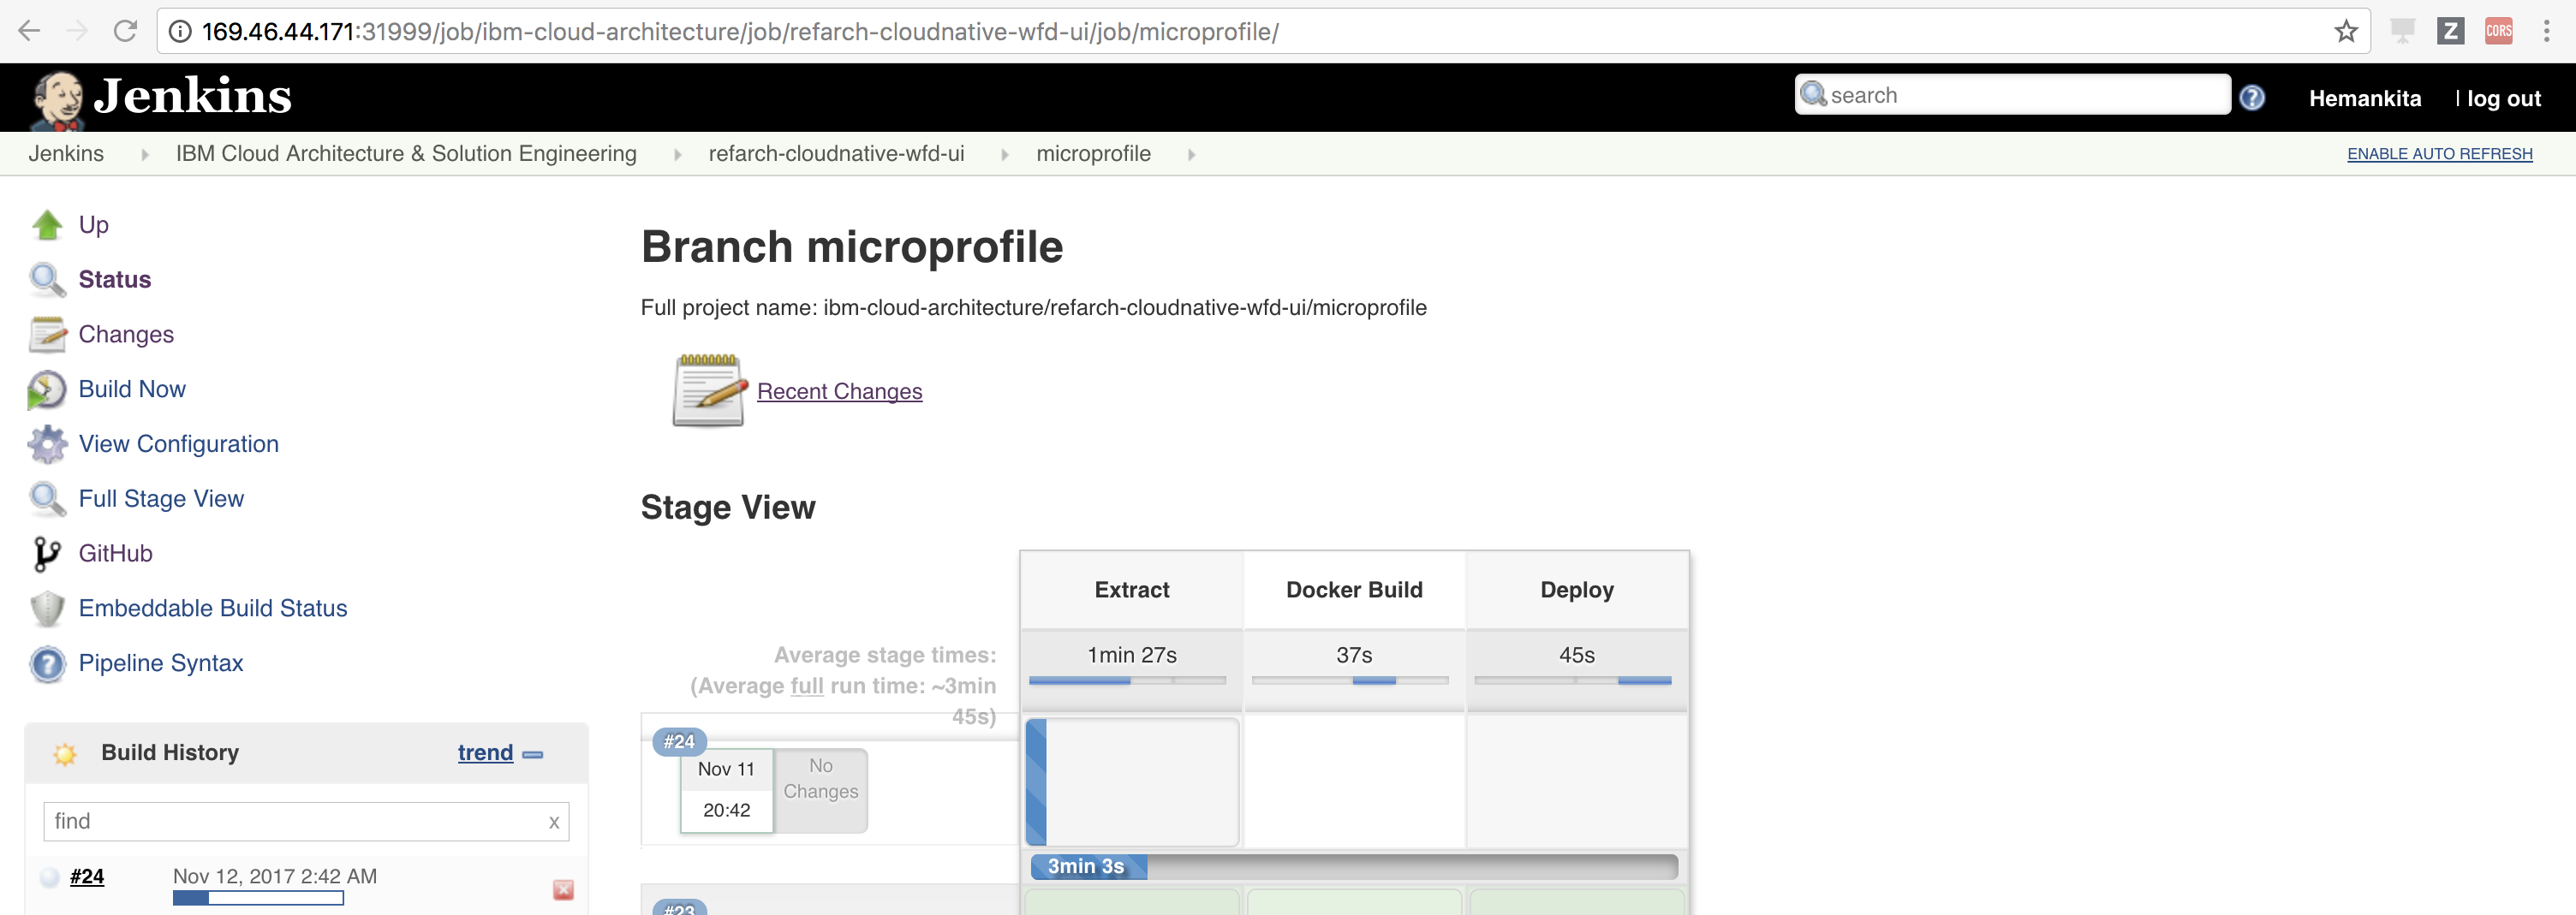 169.46.44.171:31999/job/ibm-cloud-architecture/job/refarch-cloudnative-wfd-ui/job/microprofile/
Z
CORS
Jenkins
search
?
Hemankita
| log out
Jenkins
IBM Cloud Architecture & Solution Engineering
refarch-cloudnative-wfd-ui
microprofile
ENABLE AUTO REFRESH
Up
Status
Changes
Build Now
View Configuration
Full Stage View
GitHub
Embeddable Build Status
Pipeline Syntax
Build History
trend
find
x
#24
Nov 12, 2017 2:42 AM
Branch microprofile
Full project name: ibm-cloud-architecture/refarch-cloudnative-wfd-ui/microprofile
Recent Changes
Stage View
Extract
Docker Build
Deploy
Average stage times:
(Average full run time: ~3min
45s)
1min 27s
37s
45s
#24
Nov 11
20:42
No
Changes
3min 3s
#23